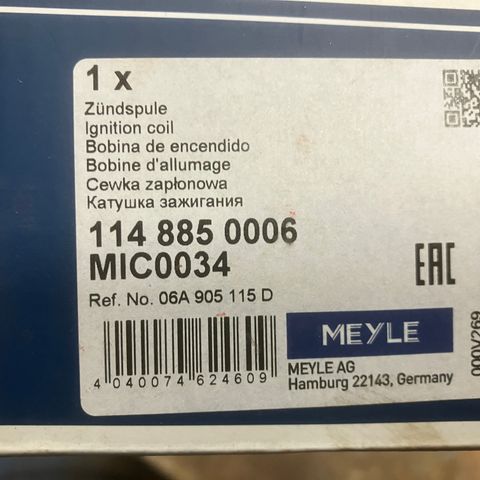 1 x
Zündspule
Ignition coil
Bobina de encendido
Bobine d'allumage
Cewka zapłonowa
Катушка зажигания
114 885 0006
MIC0034
EAC
Ref. No. 06A 905 115 D
MEYLE
4 040074 624609
MEYLE AG
Hamburg 22143, Germany
000V269